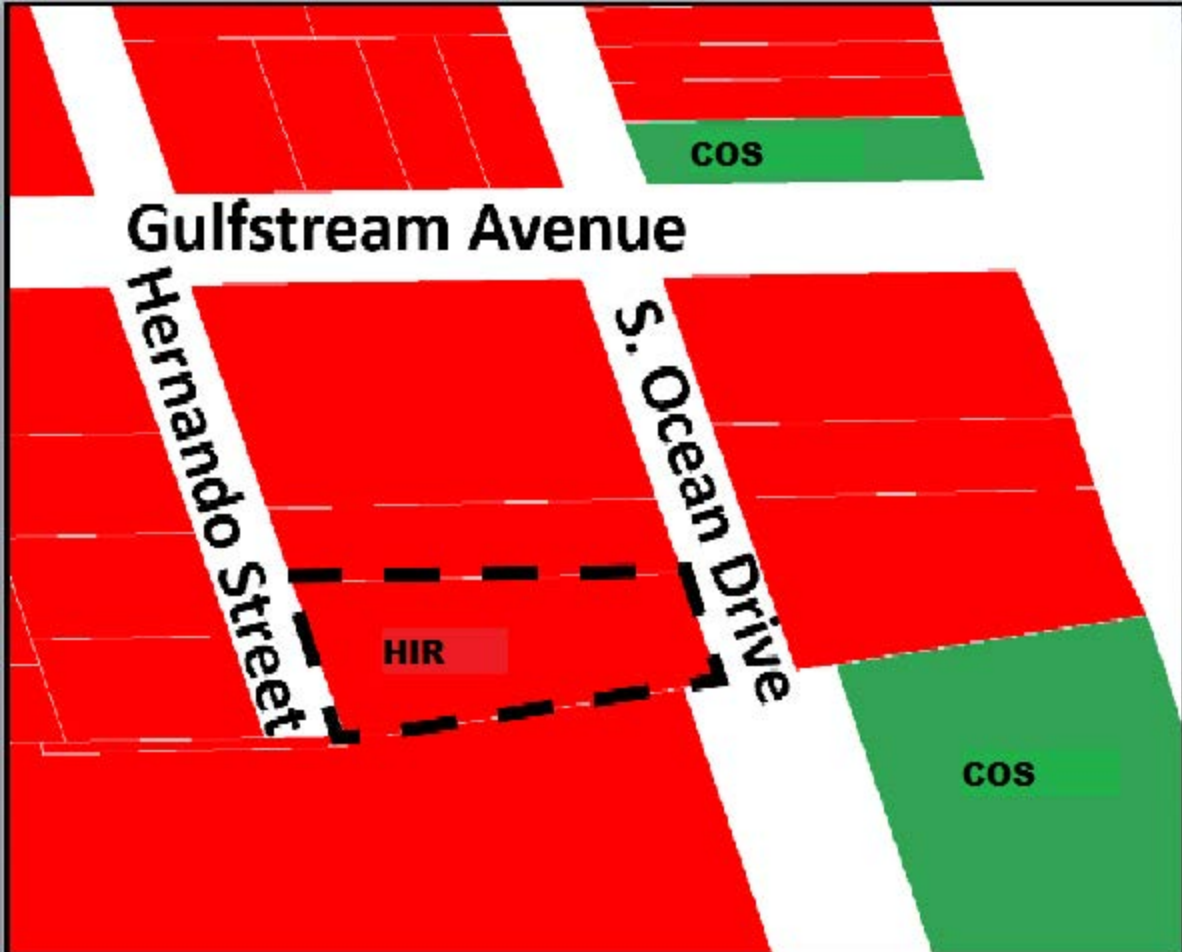 COS
Gulfstream Avenue
Hernando Street
S. Ocean Drive
HIR
COS